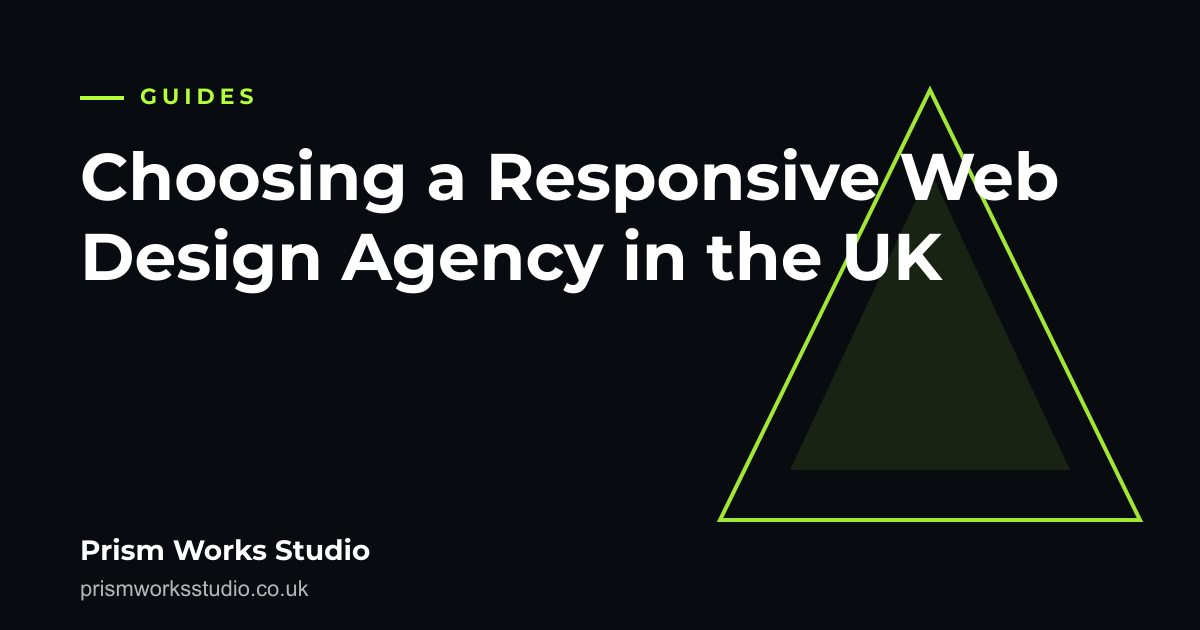 GUIDES
Choosing a Responsive Web
Design Agency in the UK
Prism Works Studio
prismworksstudio.co.uk